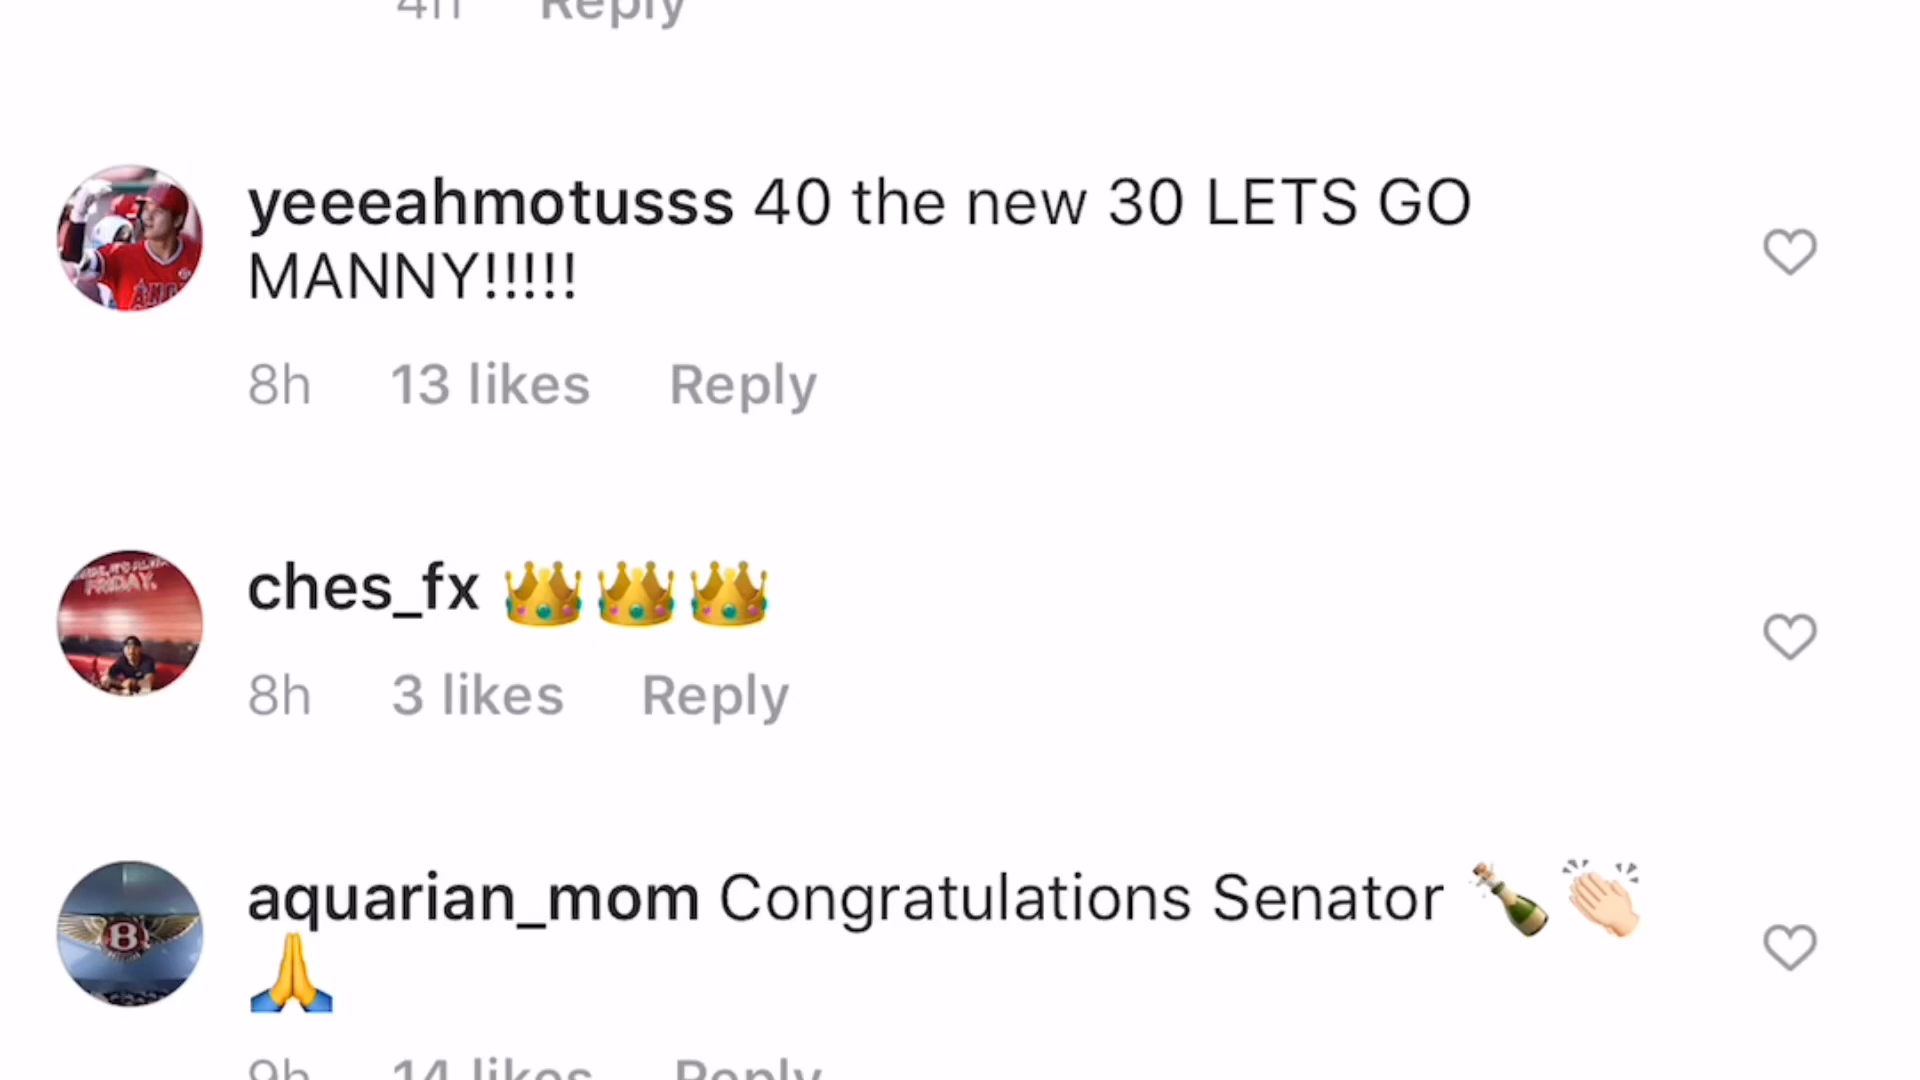 4h Reply
yeeeahmotusss 40 the new 30 LETS GO
MANNY!!!!!
8h 13 likes Reply
ches_fx 👑👑👑
8h 3 likes Reply
FRIDAY.
aquarian_mom Congratulations Senator 🍾👏🏻
🙏
9h 14 likes Reply